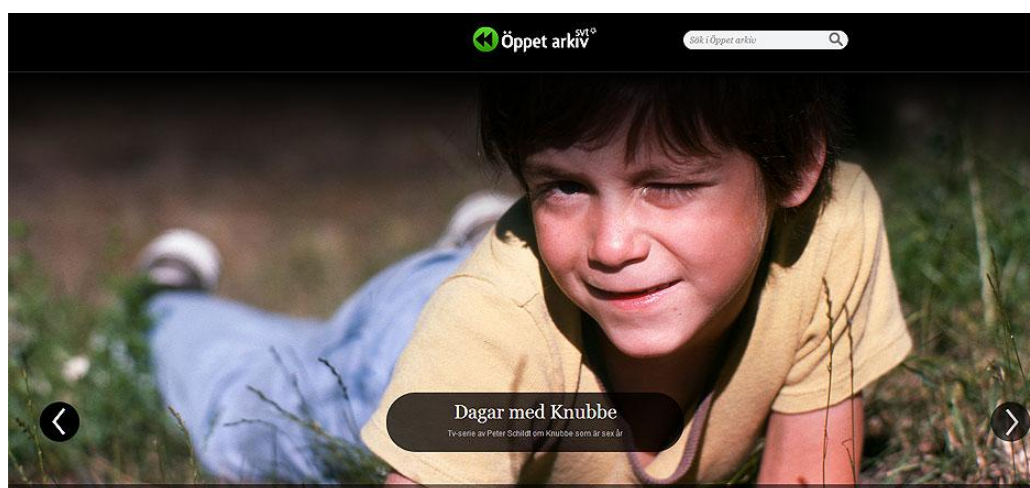 Öppet arkiv svt
Sök i Öppet arkiv
Dagar med Knubbe
Tv-serie av Peter Schildt om Knubbe som är sex år